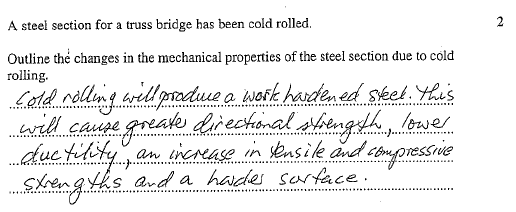 A steel section for a truss bridge has been cold rolled.
2
Outline the changes in the mechanical properties of the steel section due to cold
rolling.
Cold rolling will produce a work hardened steel. This
will cause greater directional strength, lower
ductility, an increase in tensile and compressive
strengths and a harder surface.